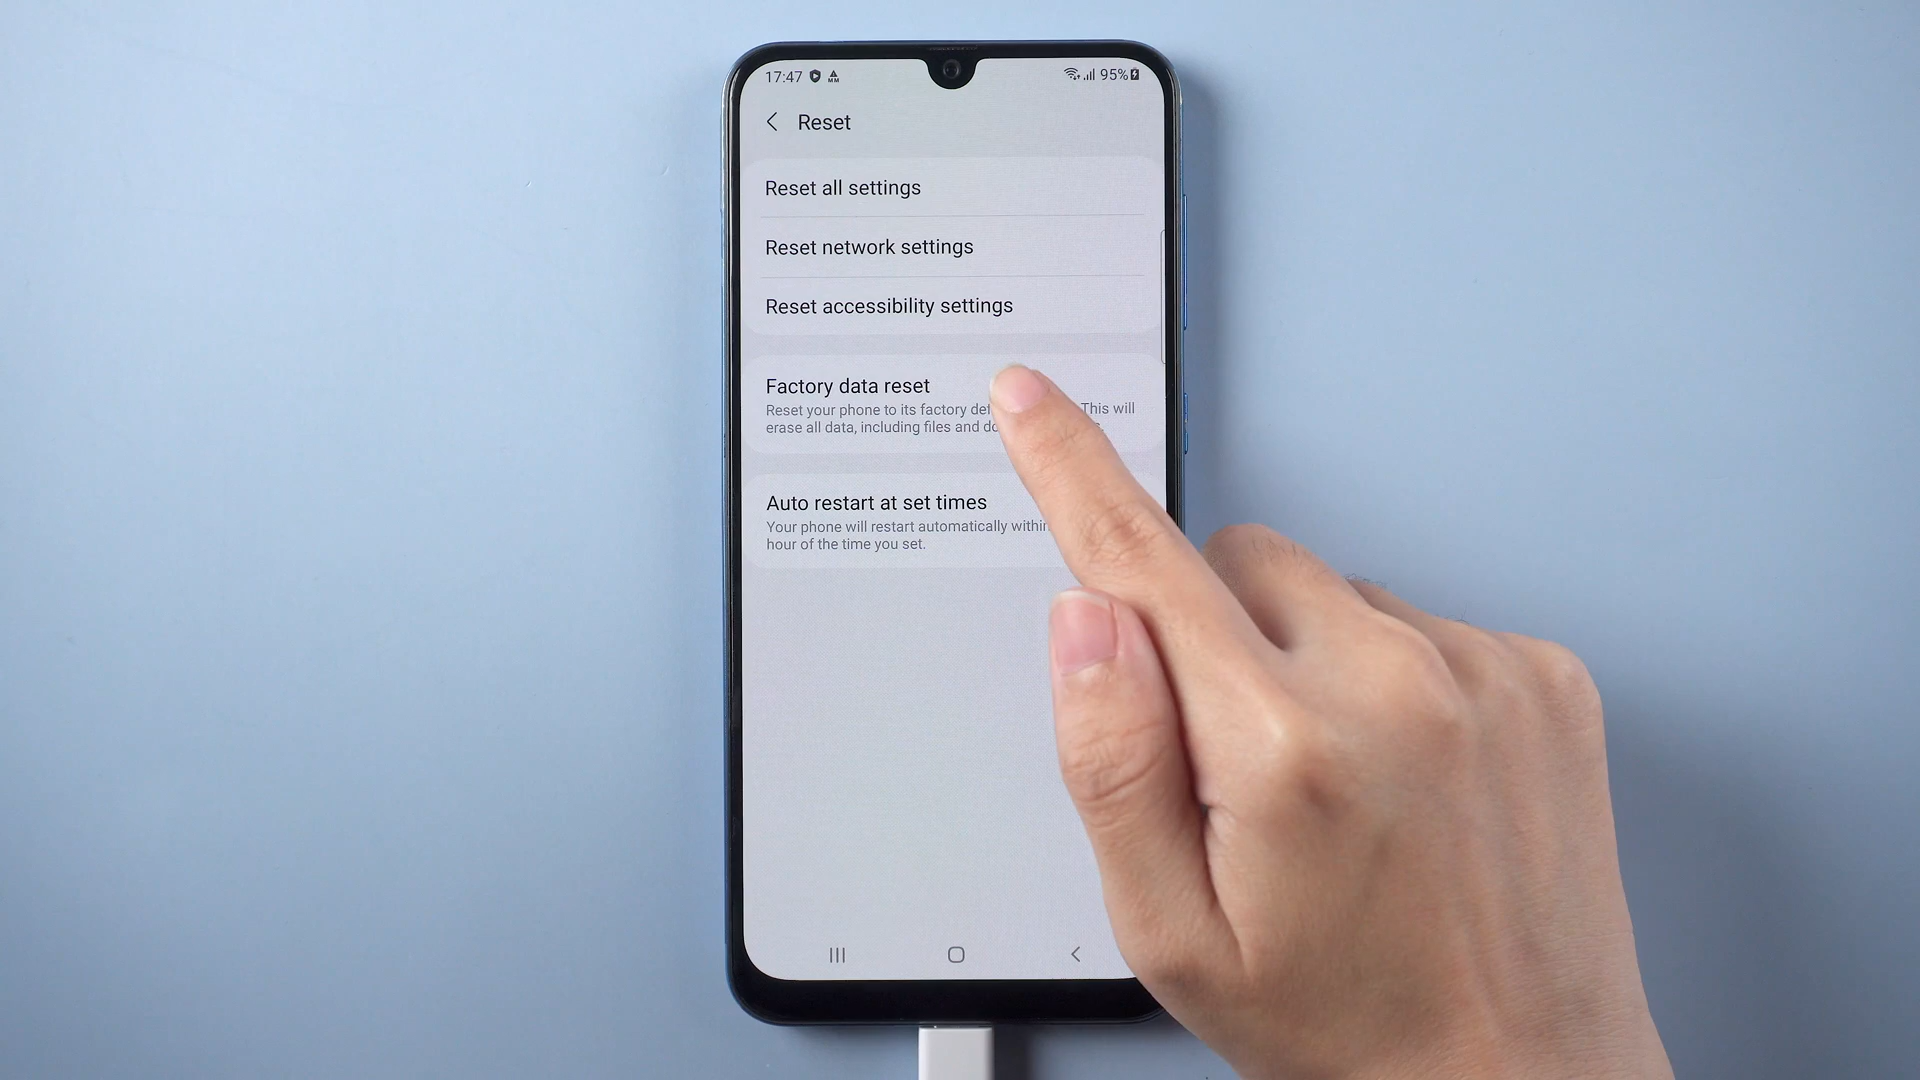 17:47
95%
Reset
Reset all settings
Reset network settings
Reset accessibility settings
Factory data reset
Reset your phone to its factory This will
erase all data, including files and
Auto restart at set times
Your phone will restart automatically
hour of the time you set.